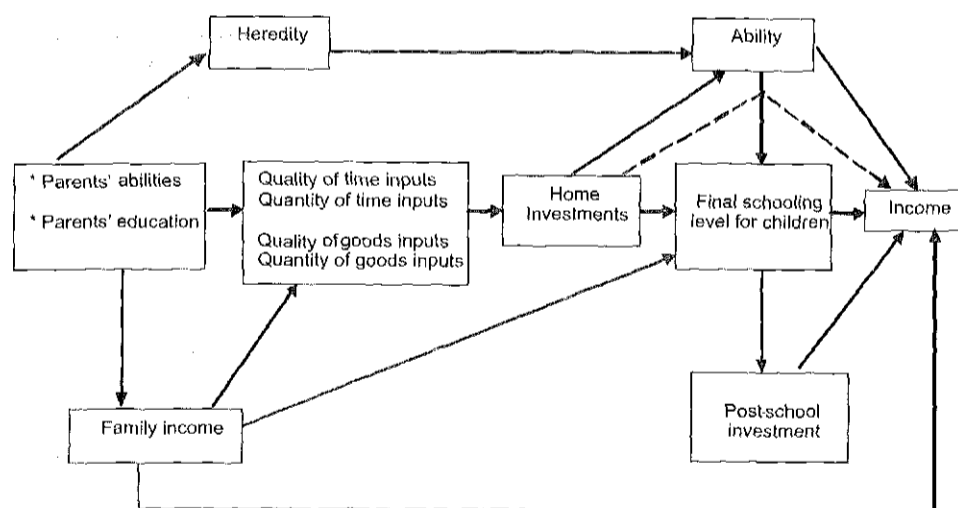 Heredily
Ability
* Parents' abilities
* Parents' education
Quality of time inputs
Quantity of time inputs
Quality of goods inputs
Quantity of goods inputs
Home
Investments
Final schooling
level for children
Income
Family income
Post-school
investment